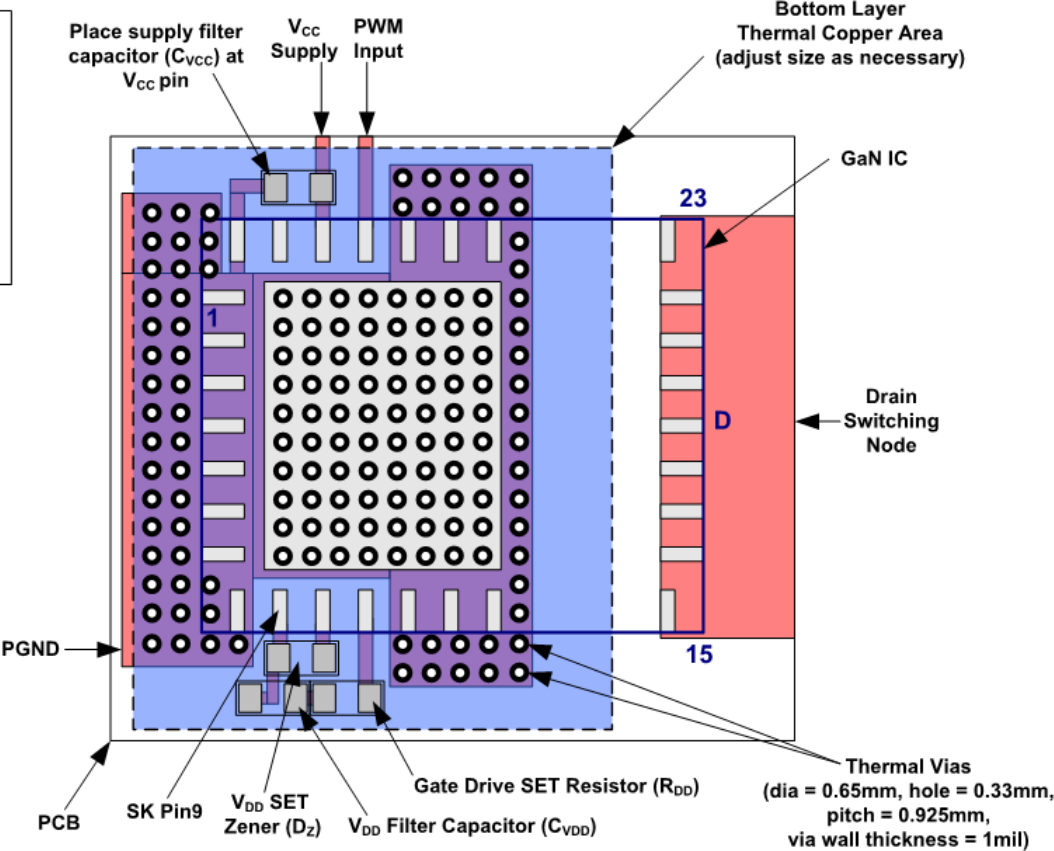 Place supply filter
capacitor (CVCC) at
VCC pin
VCC
Supply
PWM
Input
Bottom Layer
Thermal Copper Area
(adjust size as necessary)
GaN IC
23
1
D
Drain
Switching
Node
PGND
15
PCB
SK Pin9
VDD SET
Zener (DZ)
VDD Filter Capacitor (CVDD)
Gate Drive SET Resistor (RDD)
Thermal Vias
(dia = 0.65mm, hole = 0.33mm,
pitch = 0.925mm,
via wall thickness = 1mil)